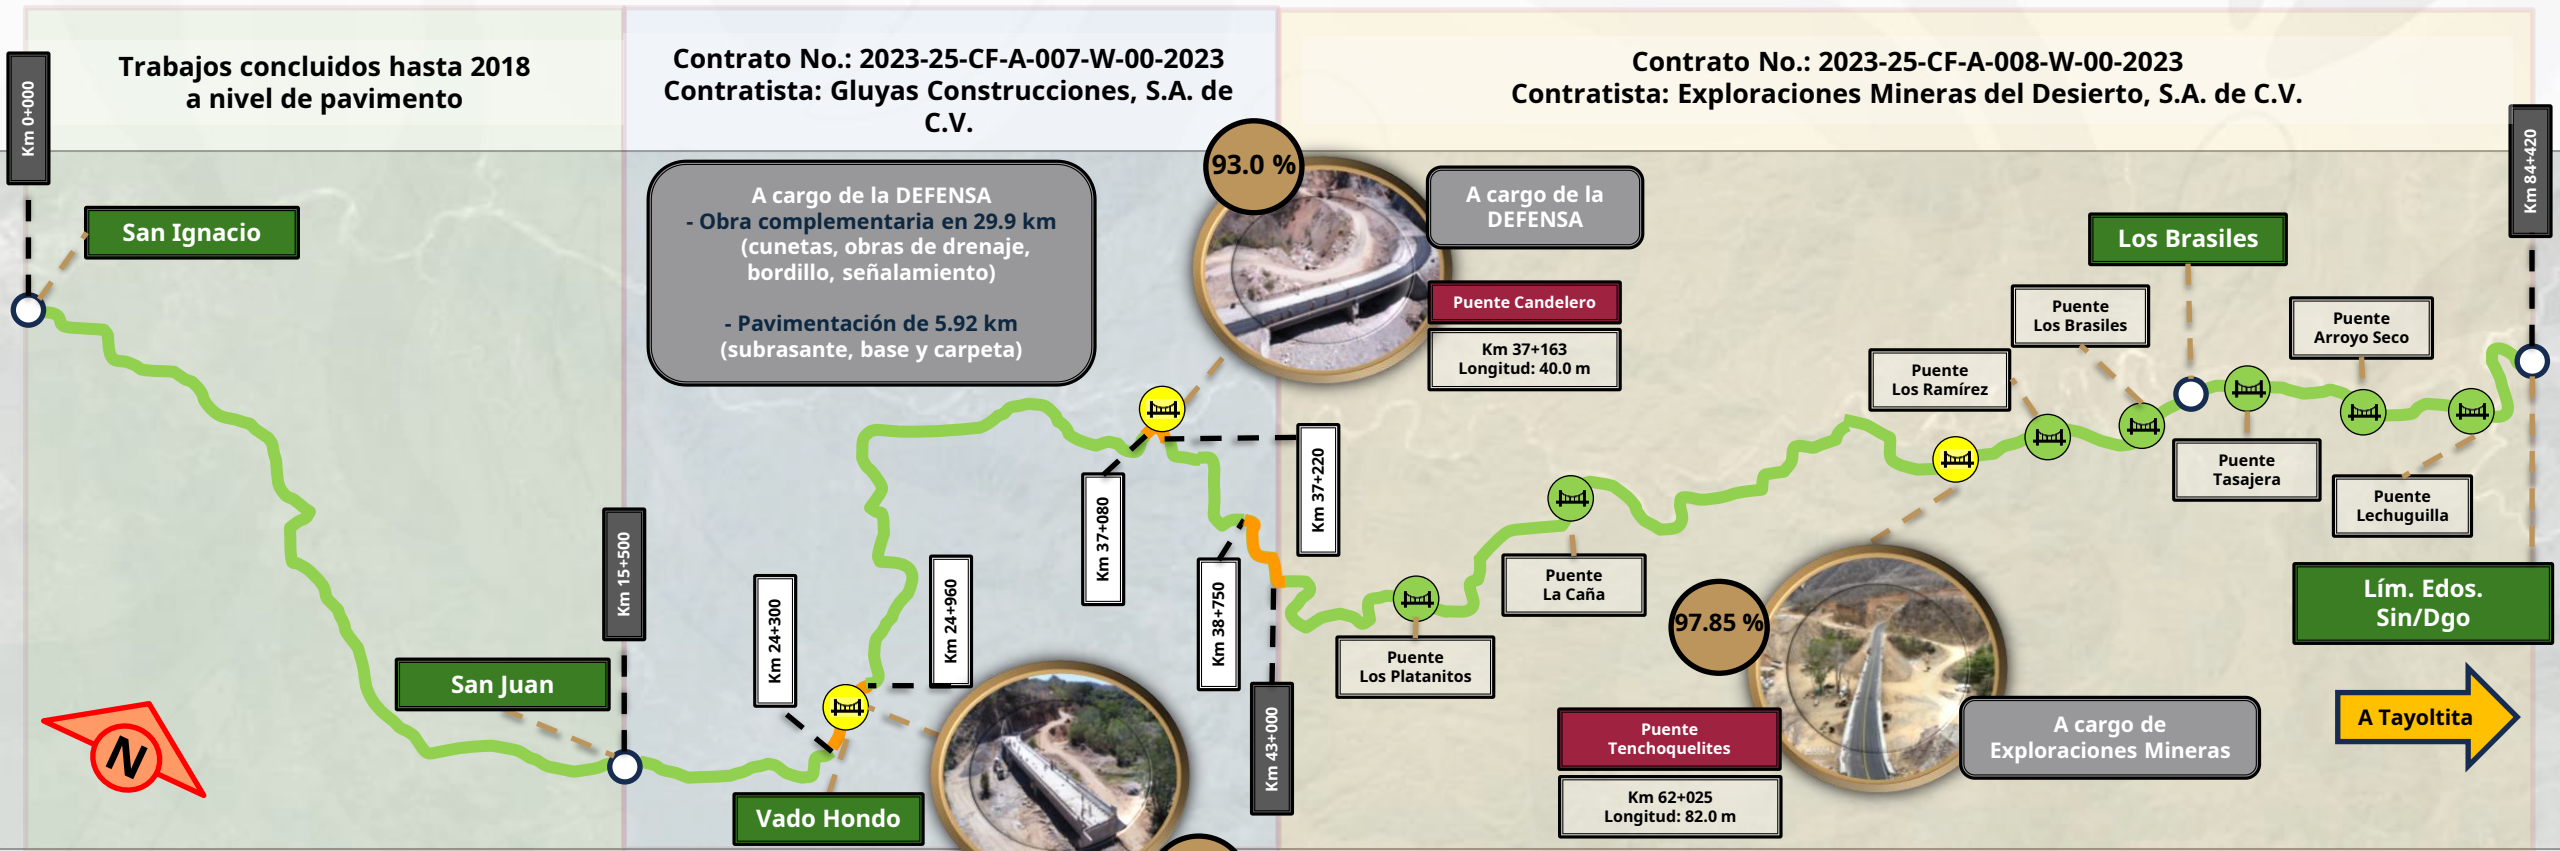 Trabajos concluidos hasta 2018
a nivel de pavimento
Contrato No.: 2023-25-CF-A-007-W-00-2023
Contratista: Gluyas Construcciones, S.A. de
C.V.
Contrato No.: 2023-25-CF-A-008-W-00-2023
Contratista: Exploraciones Mineras del Desierto, S.A. de C.V.
Km 0+000
San Ignacio
San Juan
Km 15+500
N
A cargo de la DEFENSA
- Obra complementaria en 29.9 km
(cunetas, obras de drenaje,
bordillo, señalamiento)
- Pavimentación de 5.92 km
(subrasante, base y carpeta)
93.0 %
A cargo de la
DEFENSA
Puente Candelero
Km 37+163
Longitud: 40.0 m
Km 24+300
Km 24+960
Vado Hondo
Km 37+080
Km 37+220
Km 38+750
Km 43+000
Puente
Los Platanitos
Puente
La Caña
97.85 %
Puente
Tenchoquelites
Km 62+025
Longitud: 82.0 m
A cargo de
Exploraciones Mineras
Puente
Los Ramírez
Puente
Los Brasiles
Los Brasiles
Puente
Tasajera
Puente
Arroyo Seco
Puente
Lechuguilla
Km 84+420
Lím. Edos.
Sin/Dgo
A Tayoltita